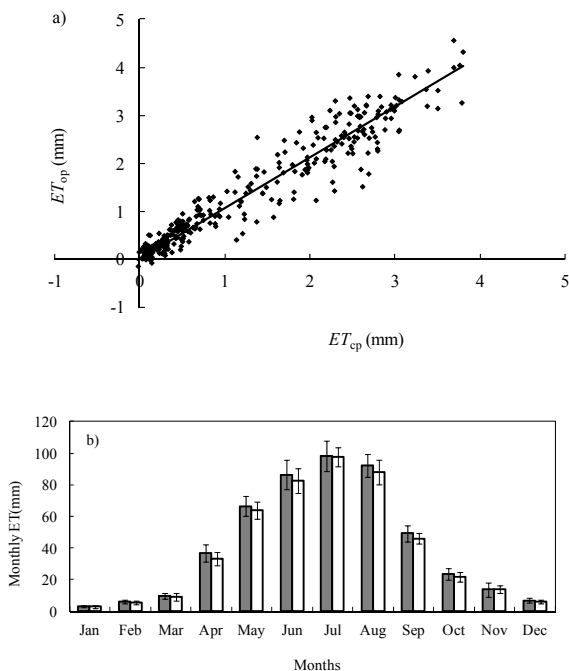 a)
5
4
3
2
1
0
-1
-1 0 1 2 3 4 5
ETop (mm)
ETcp (mm)
b)
120
100
80
60
40
20
0
Monthly ET(mm)
Jan Feb Mar Apr May Jun Jul Aug Sep Oct Nov Dec
Months